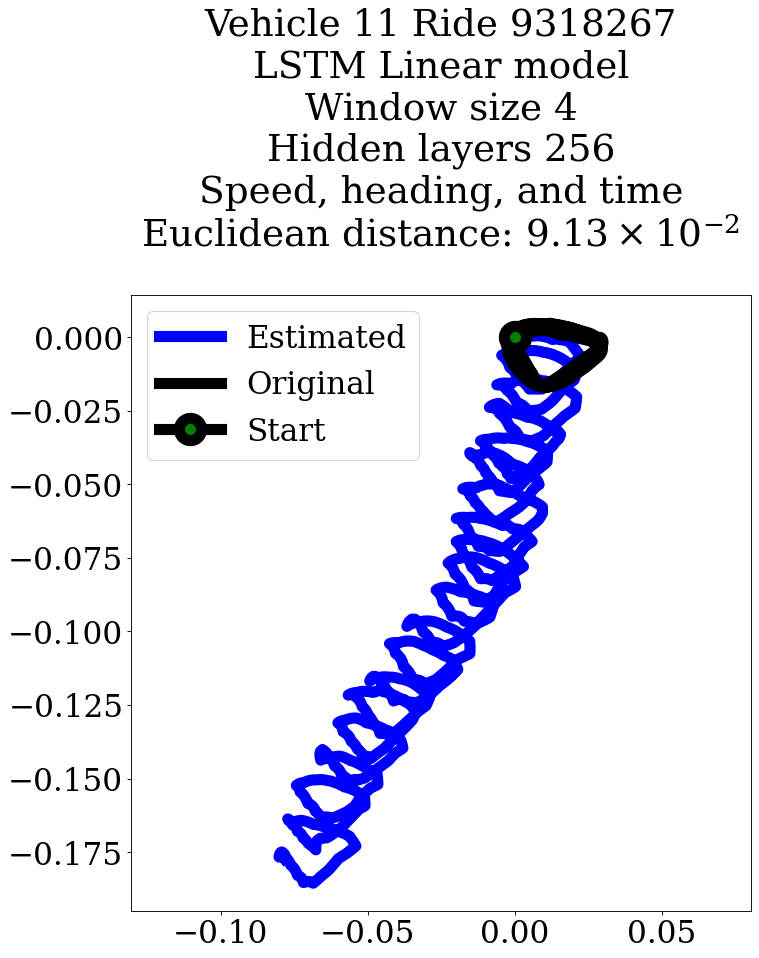 Vehicle 11 Ride 9318267
LSTM Linear model
Window size 4
Hidden layers 256
Speed, heading, and time
Euclidean distance: 9.13 × 10⁻²
Estimated
Original
Start
0.000
−0.025
−0.050
−0.075
−0.100
−0.125
−0.150
−0.175
−0.10
−0.05
0.00
0.05